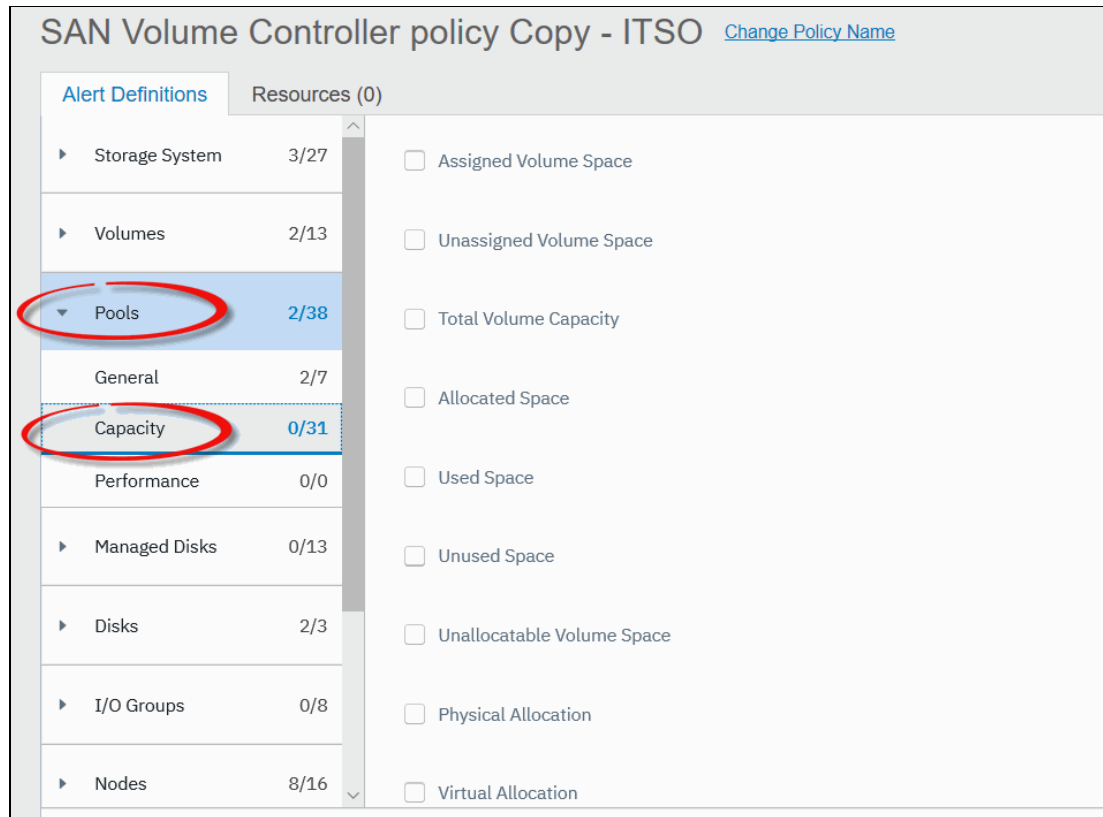 SAN Volume Controller policy Copy - ITSO Change Policy Name
Alert Definitions Resources (0)
Storage System 3/27
Volumes 2/13
Pools 2/38
General 2/7
Capacity 0/31
Performance 0/0
Managed Disks 0/13
Disks 2/3
I/O Groups 0/8
Nodes 8/16
Assigned Volume Space
Unassigned Volume Space
Total Volume Capacity
Allocated Space
Used Space
Unused Space
Unallocatable Volume Space
Physical Allocation
Virtual Allocation